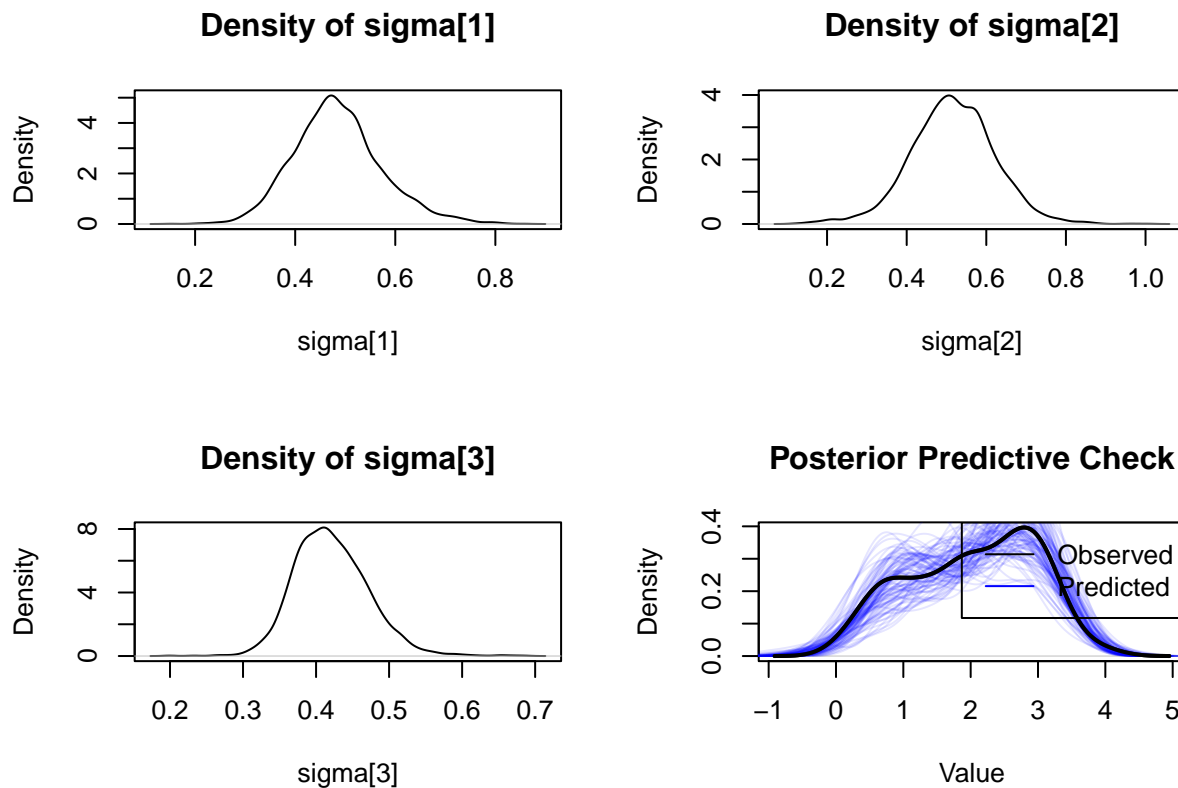 Density of sigma[1]
Density
0
2
4
0.2 0.4 0.6 0.8
sigma[1]
Density of sigma[2]
Density
0
2
4
0.2 0.4 0.6 0.8 1.0
sigma[2]
Density of sigma[3]
Density
0
4
8
0.2 0.3 0.4 0.5 0.6 0.7
sigma[3]
Posterior Predictive Check
Density
0.0
0.2
0.4
Observed
Predicted
−1 0 1 2 3 4 5
Value